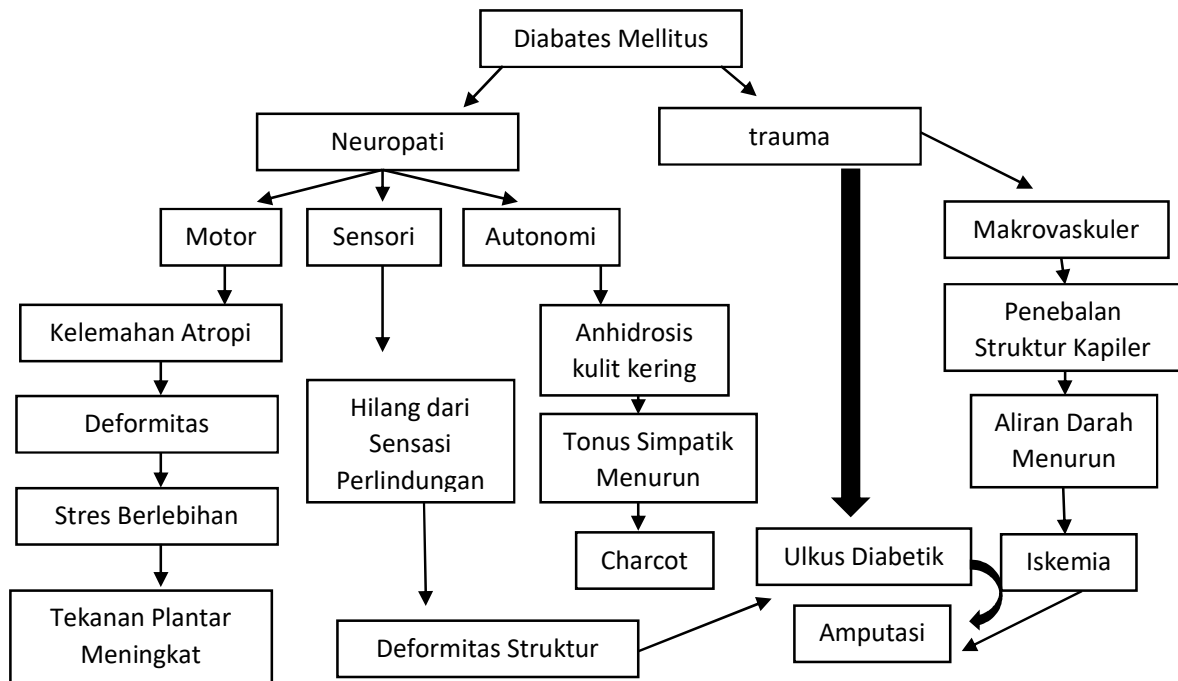 Diabates Mellitus
Neuropati
trauma
Motor
Sensori
Autonomi
Makrovaskuler
Kelemahan Atropi
Anhidrosis
kulit kering
Penebalan
Struktur Kapiler
Deformitas
Hilang dari
Sensasi
Perlindungan
Tonus Simpatik
Menurun
Aliran Darah
Menurun
Stres Berlebihan
Charcot
Ulkus Diabetik
Iskemia
Tekanan Plantar
Meningkat
Deformitas Struktur
Amputasi